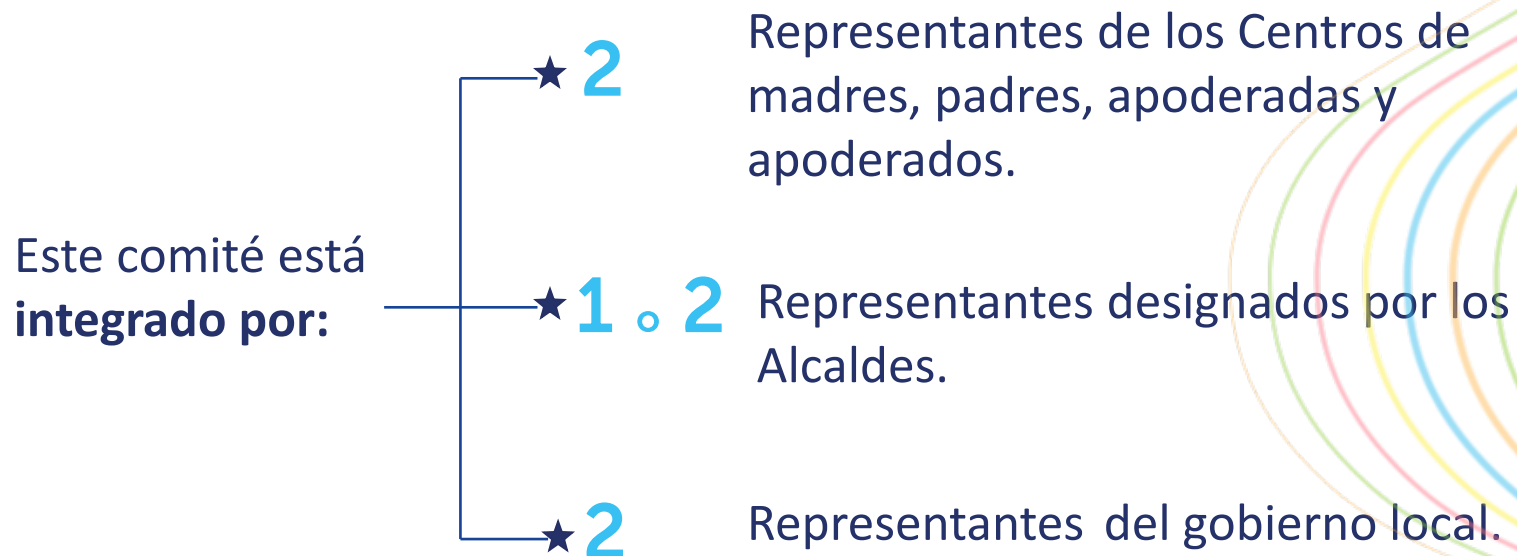 Este comité está
integrado por:
2
Representantes de los Centros de
madres, padres, apoderadas y
apoderados.
1 o 2 Representantes designados por los
Alcaldes.
2 Representantes del gobierno local.